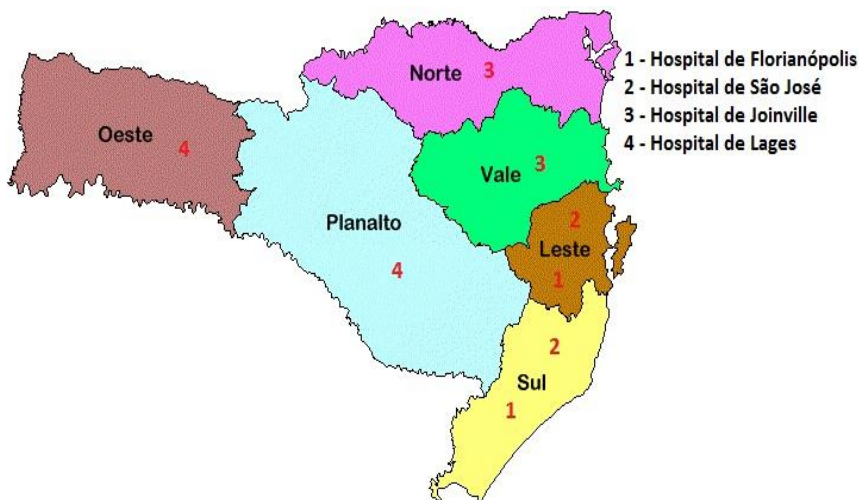 Norte 3
1 - Hospital de Florianópolis
2 - Hospital de São José
3 - Hospital de Joinville
4 - Hospital de Lages
Oeste 4
Vale 3
Planalto
4
2
Leste
1
2
Sul
1